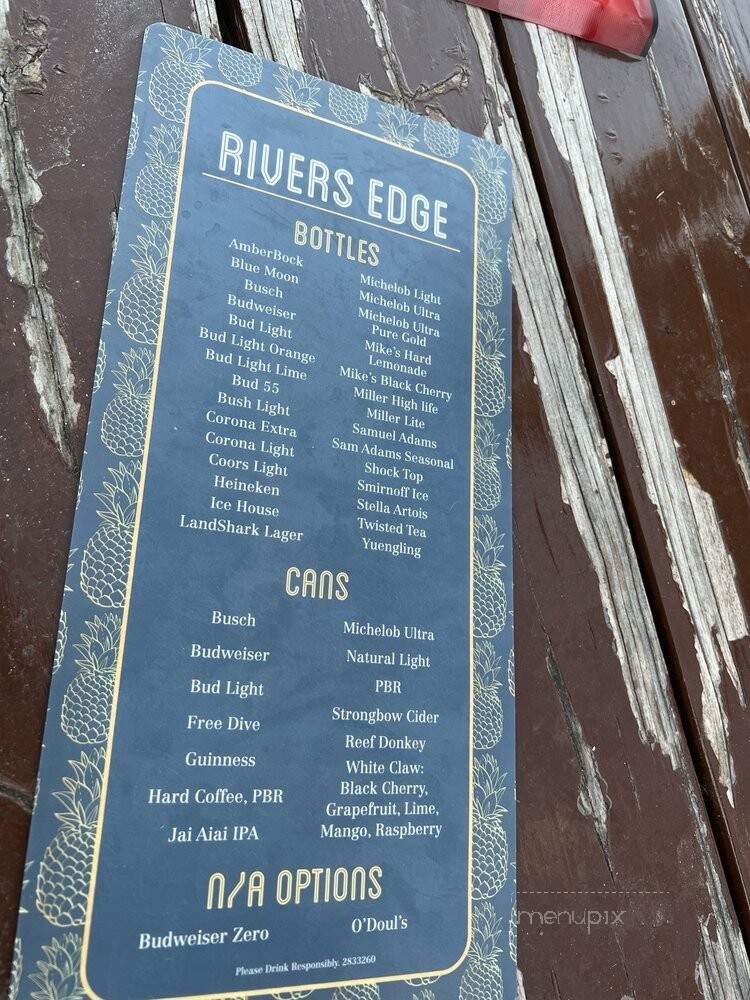 RIVERS EDGE
BOTTLES
AmberBock
Blue Moon
Busch
Budweiser
Bud Light
Bud Light Orange
Bud Light Lime
Bud 55
Bush Light
Corona Extra
Corona Light
Coors Light
Heineken
Ice House
LandShark Lager
Michelob Light
Michelob Ultra
Michelob Ultra
Pure Gold
Mike's Hard
Lemonade
Mike's Black Cherry
Miller High life
Miller Lite
Samuel Adams
Sam Adams Seasonal
Shock Top
Smirnoff Ice
Stella Artois
Twisted Tea
Yuengling
CANS
Busch
Budweiser
Bud Light
Free Dive
Guinness
Hard Coffee, PBR
Jai Aiai IPA
Michelob Ultra
Natural Light
PBR
Strongbow Cider
Reef Donkey
White Claw:
Black Cherry,
Grapefruit, Lime,
Mango, Raspberry
N/A OPTIONS
Budweiser Zero
O'Doul's
Please Drink Responsibly. 2833260
menupix